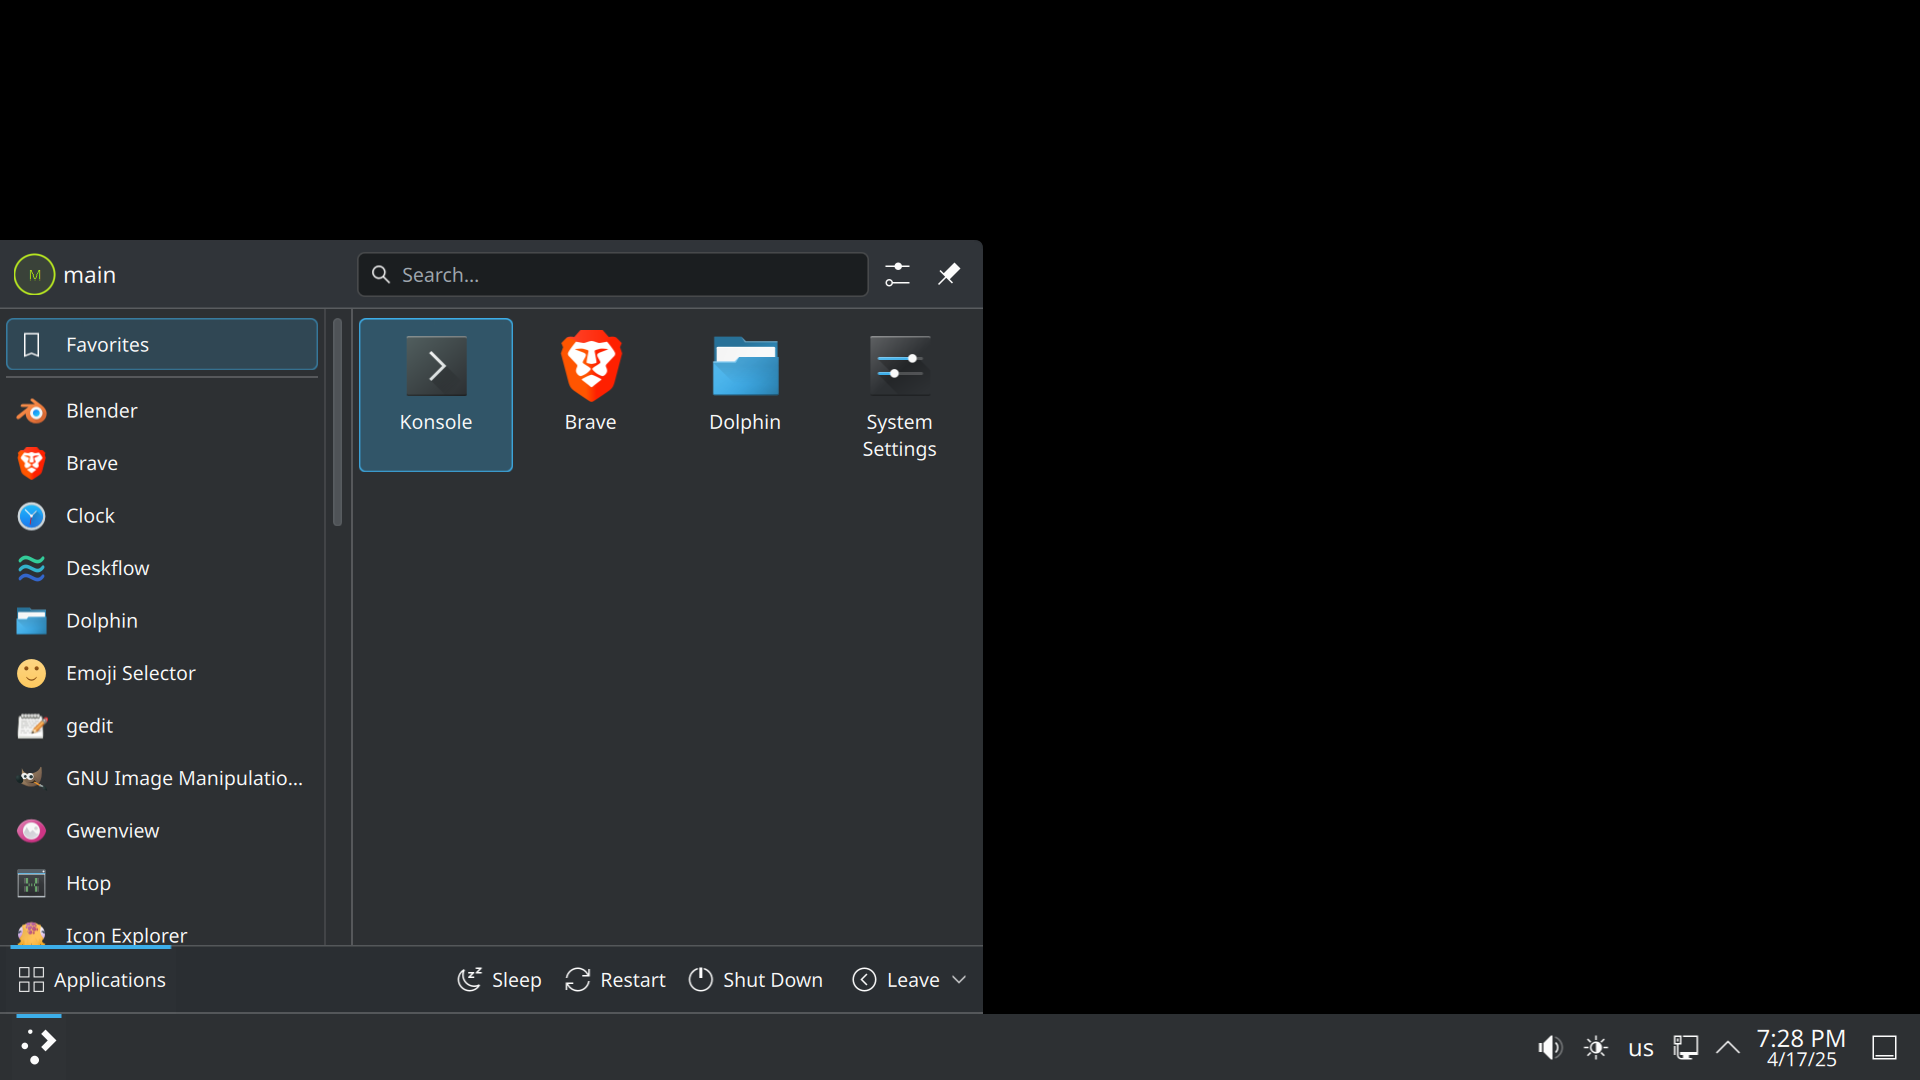 M
main
Search...
Favorites
Blender
Brave
Clock
Deskflow
Dolphin
Emoji Selector
gedit
GNU Image Manipulatio...
Gwenview
Htop
Icon Explorer
Konsole
Brave
Dolphin
System
Settings
Applications
Sleep
Restart
Shut Down
Leave
us
7:28 PM
4/17/25